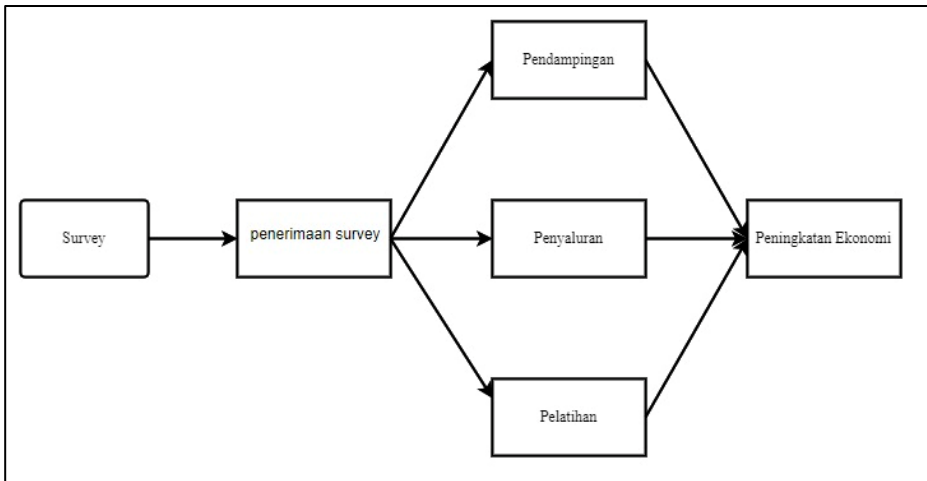 Pendampingan
Survey
penerimaan survey
Penyaluran
Peningkatan Ekonomi
Pelatihan